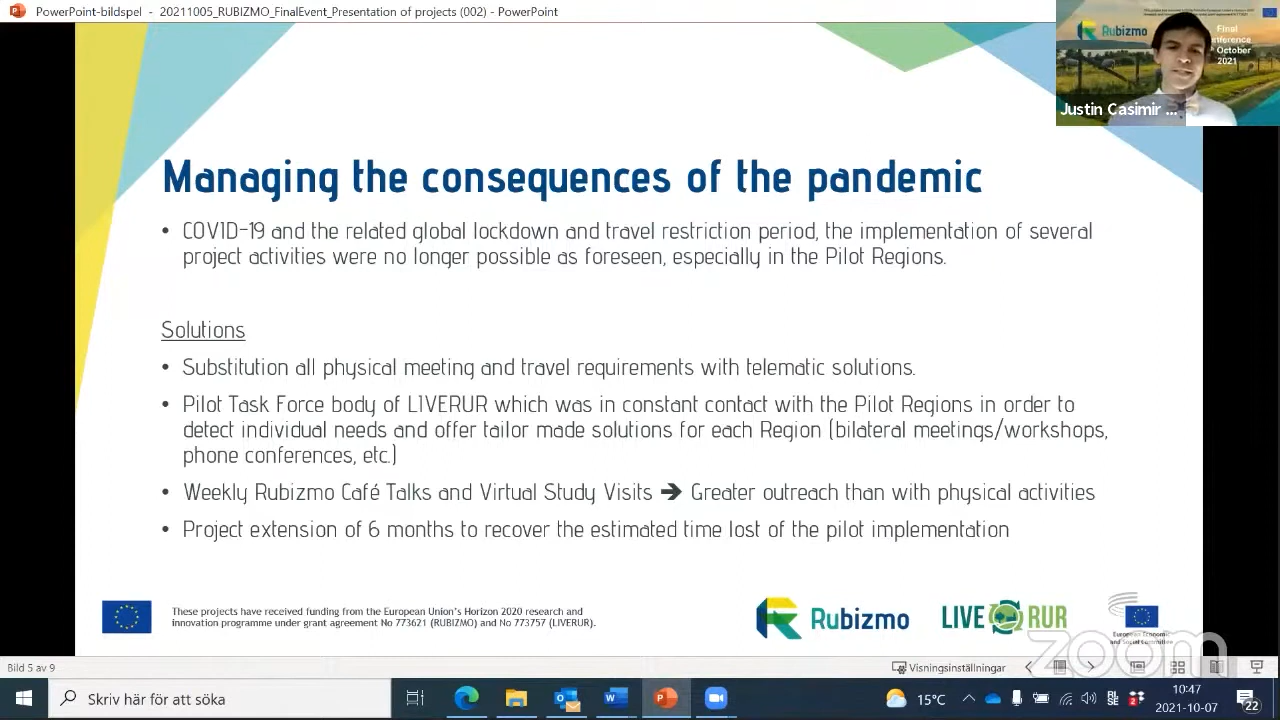 PowerPoint-bildspel - 20211005_RUBIZMO_FinalEvent_Presentation of projects (002) - PowerPoint
Rubizmo
Final
nference
October
2021
Justin Casimir ...
Managing the consequences of the pandemic
• COVID-19 and the related global lockdown and travel restriction period, the implementation of several
project activities were no longer possible as foreseen, especially in the Pilot Regions.
Solutions
• Substitution all physical meeting and travel requirements with telematic solutions.
• Pilot Task Force body of LIVERUR which was in constant contact with the Pilot Regions in order to
detect individual needs and offer tailor made solutions for each Region (bilateral meetings/workshops,
phone conferences, etc.)
• Weekly Rubizmo Café Talks and Virtual Study Visits ➔ Greater outreach than with physical activities
• Project extension of 6 months to recover the estimated time lost of the pilot implementation
These projects have received funding from the European Union's Horizon 2020 research and
innovation programme under grant agreement No 773621 (RUBIZMO) and No 773757 (LIVERUR).
Rubizmo
LIVE RUR
European Economic
and Social Committee
zoom
Bild 5 av 9
Visningsinställningar
Skriv här för att söka
15°C
10:47
2021-10-07
22